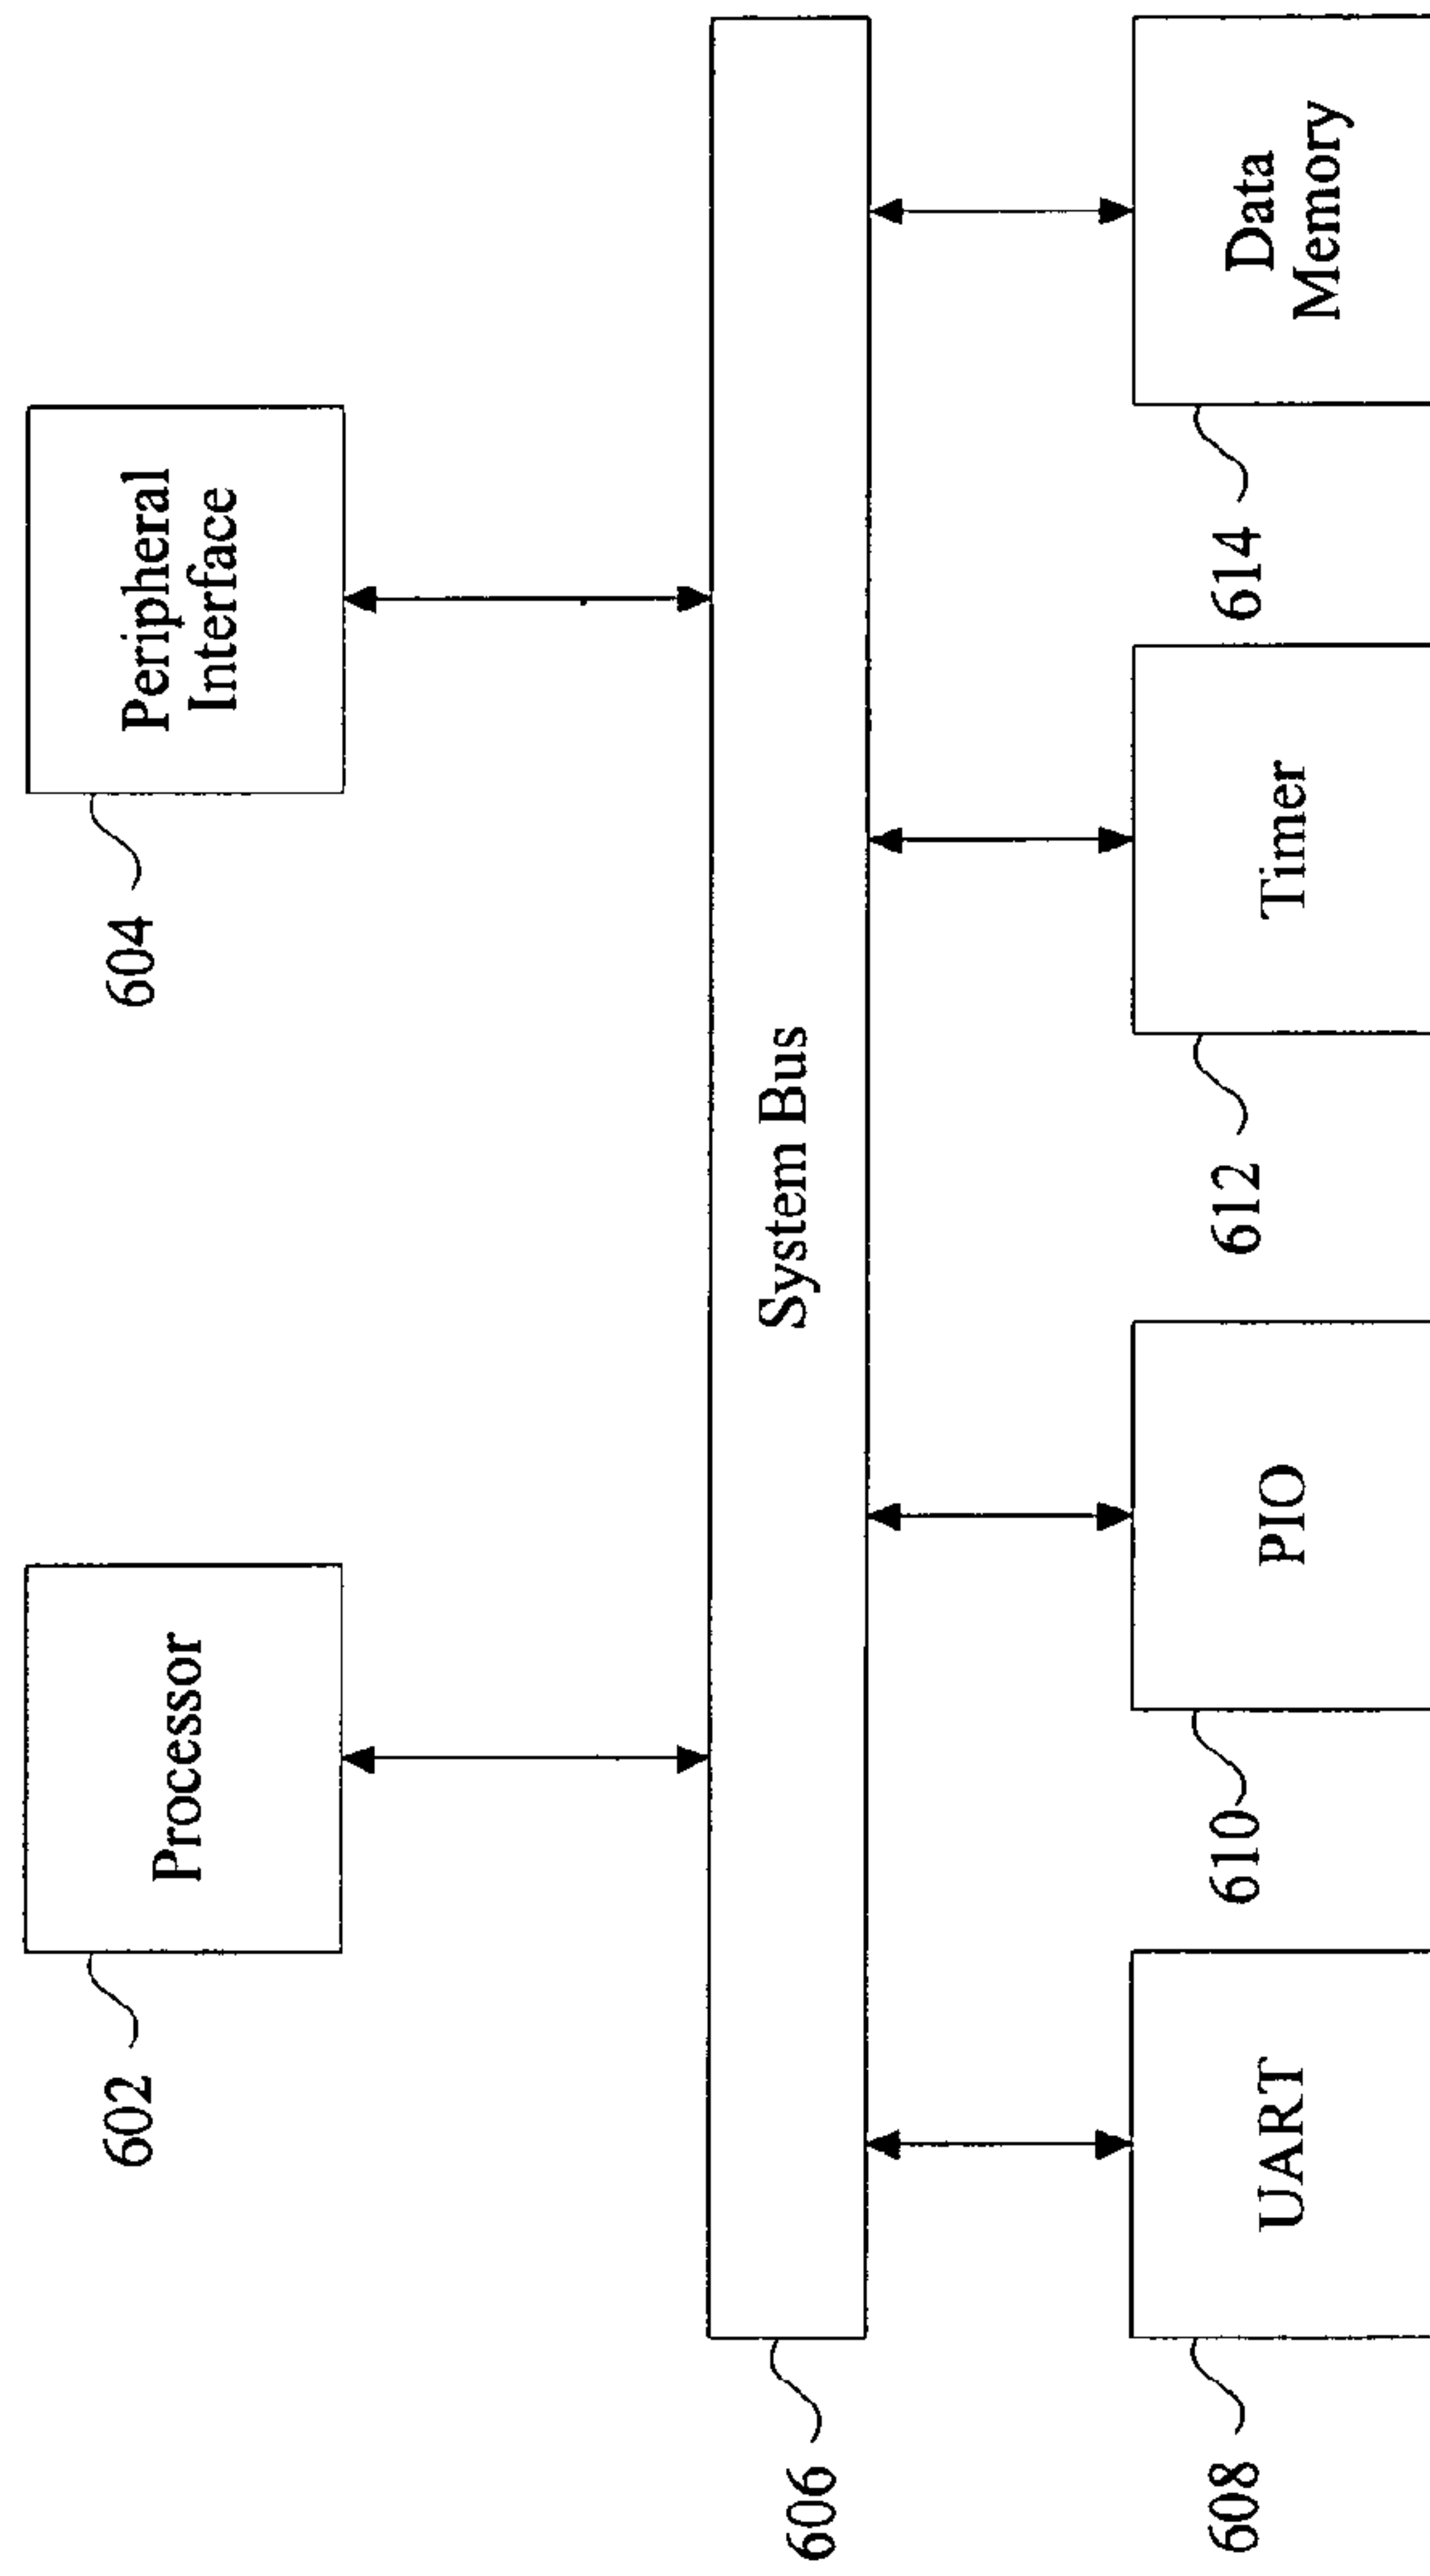 602
Processor
604
Peripheral
Interface
606
System Bus
608
UART
610
PIO
612
Timer
614
Data
Memory